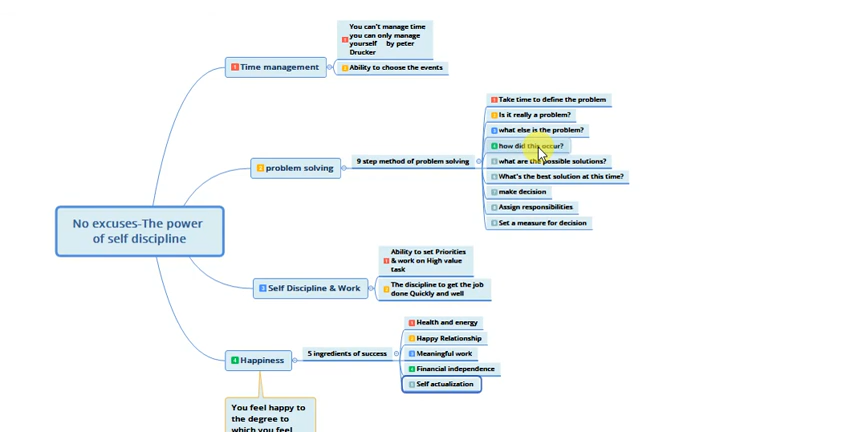 You can't manage time
you can only manage
yourself by peter
Drucker
Time management
Ability to choose the events
Take time to define the problem
Is it really a problem?
what else is the problem?
how did this occur?
problem solving
9 step method of problem solving
what are the possible solutions?
What's the best solution at this time?
make decision
Assign responsibilities
Set a measure for decision
No excuses-The power
of self discipline
Ability to set Priorities
& work on High value
task
Self Discipline & Work
The discipline to get the job
done Quickly and well
Health and energy
Happy Relationship
Happiness
5 ingredients of success
Meaningful work
Financial independence
Self actualization
You feel happy to
the degree to
which you feel